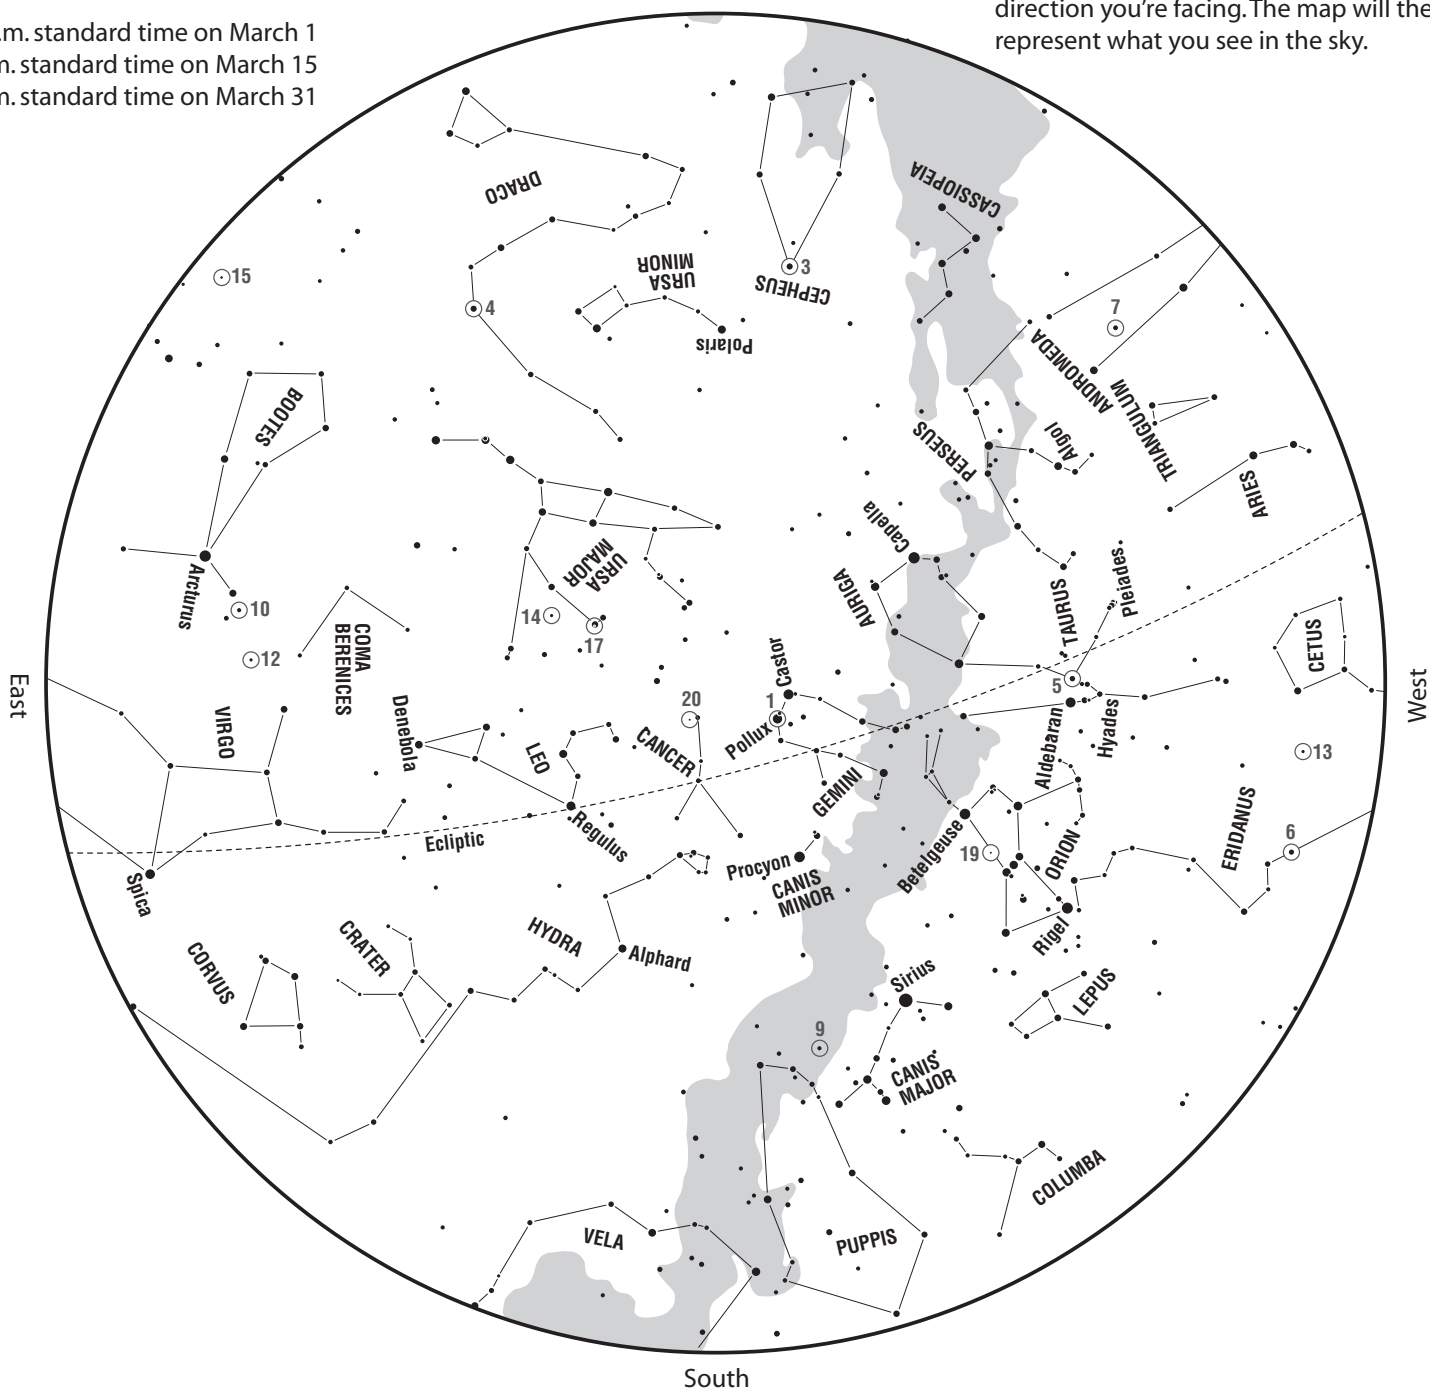 .m. standard time on March 1
m. standard time on March 15
m. standard time on March 31
direction you're facing. The map will the
represent what you see in the sky.
DRACO
CASSIOPEIA
15
URSA
MINOR
3
CEPHEUS
4
7
Polaris
ANDROMEDA
TRIANGULUM
BOOTES
PERSEUS
Algol
ARIES
Capella
URSA
MAJOR
Arcturus
AURIGA
TAURUS
Pleiades
10
14
17
COMA
BERENICES
CETUS
12
Castor
5
East
West
VIRGO
Denebola
20
1
Pollux
LEO
CANCER
Aldebaran
Hyades
13
GEMINI
Regulus
Ecliptic
Betelgeuse
ORION
ERIDANUS
6
19
Procyon
CANIS
MINOR
Spica
Rigel
CORVUS
CRATER
HYDRA
Alphard
Sirius
LEPUS
9
CANIS
MAJOR
COLUMBA
VELA
PUPPIS
South